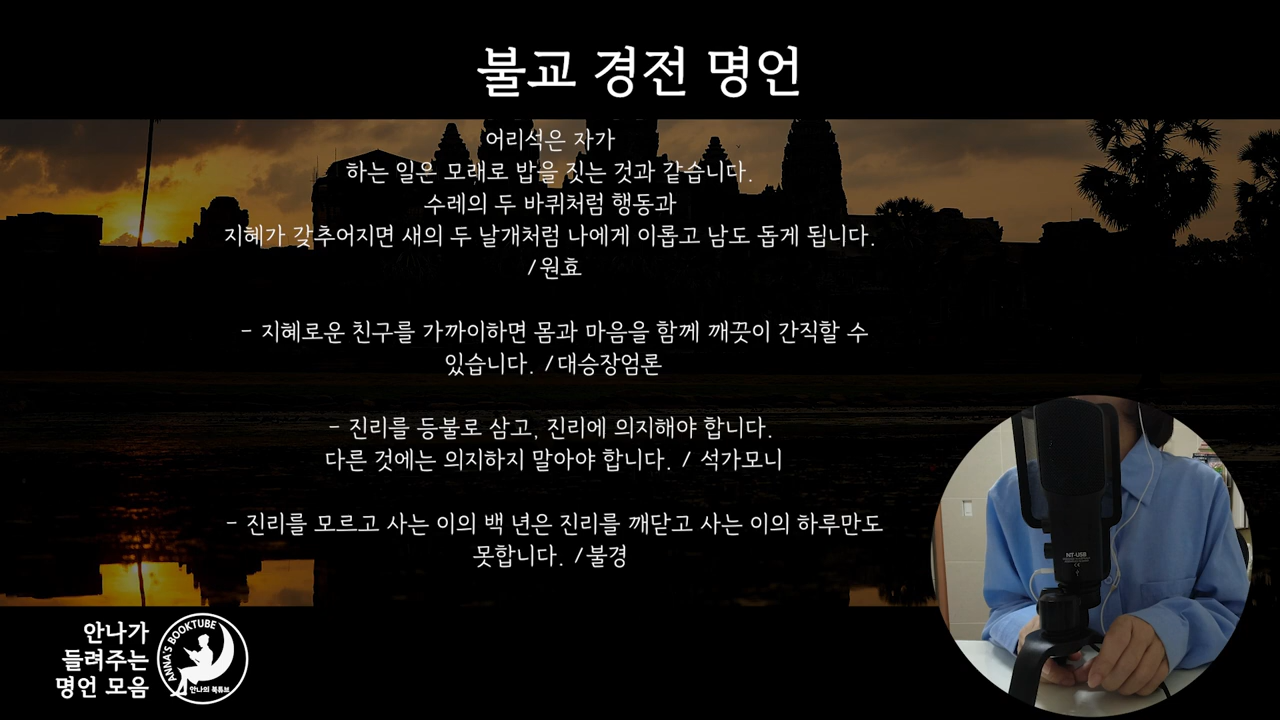 불교 경전 명언
어리석은 자가
하는 일은 모래로 밥을 짓는 것과 같습니다.
수레의 두 바퀴처럼 행동과
지혜가 갖추어지면 새의 두 날개처럼 나에게 이롭고 남도 돕게 됩니다.
/원효
- 지혜로운 친구를 가까이하면 몸과 마음을 함께 깨끗이 간직할 수
있습니다. /대승장엄론
- 진리를 등불로 삼고, 진리에 의지해야 합니다.
다른 것에는 의지하지 말아야 합니다. / 석가모니
- 진리를 모르고 사는 이의 백 년은 진리를 깨닫고 사는 이의 하루만도
못합니다. /불경
안나가
들려주는
명언 모음
ANNA'S BOOKTUBE
안나의 북튜브
NT-USB